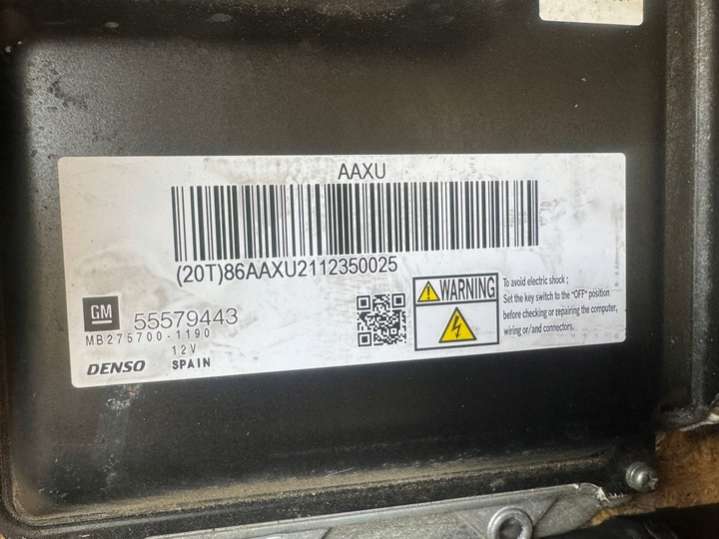 AAXU
(20T)86AAXU2112350025
GM 55579443
MB275700-1190
12V
DENSO SPAIN
WARNING
To avoid electric shock ;
Set the key switch to the "OFF" position
before checking or repairing the computer,
wiring or/and connectors.